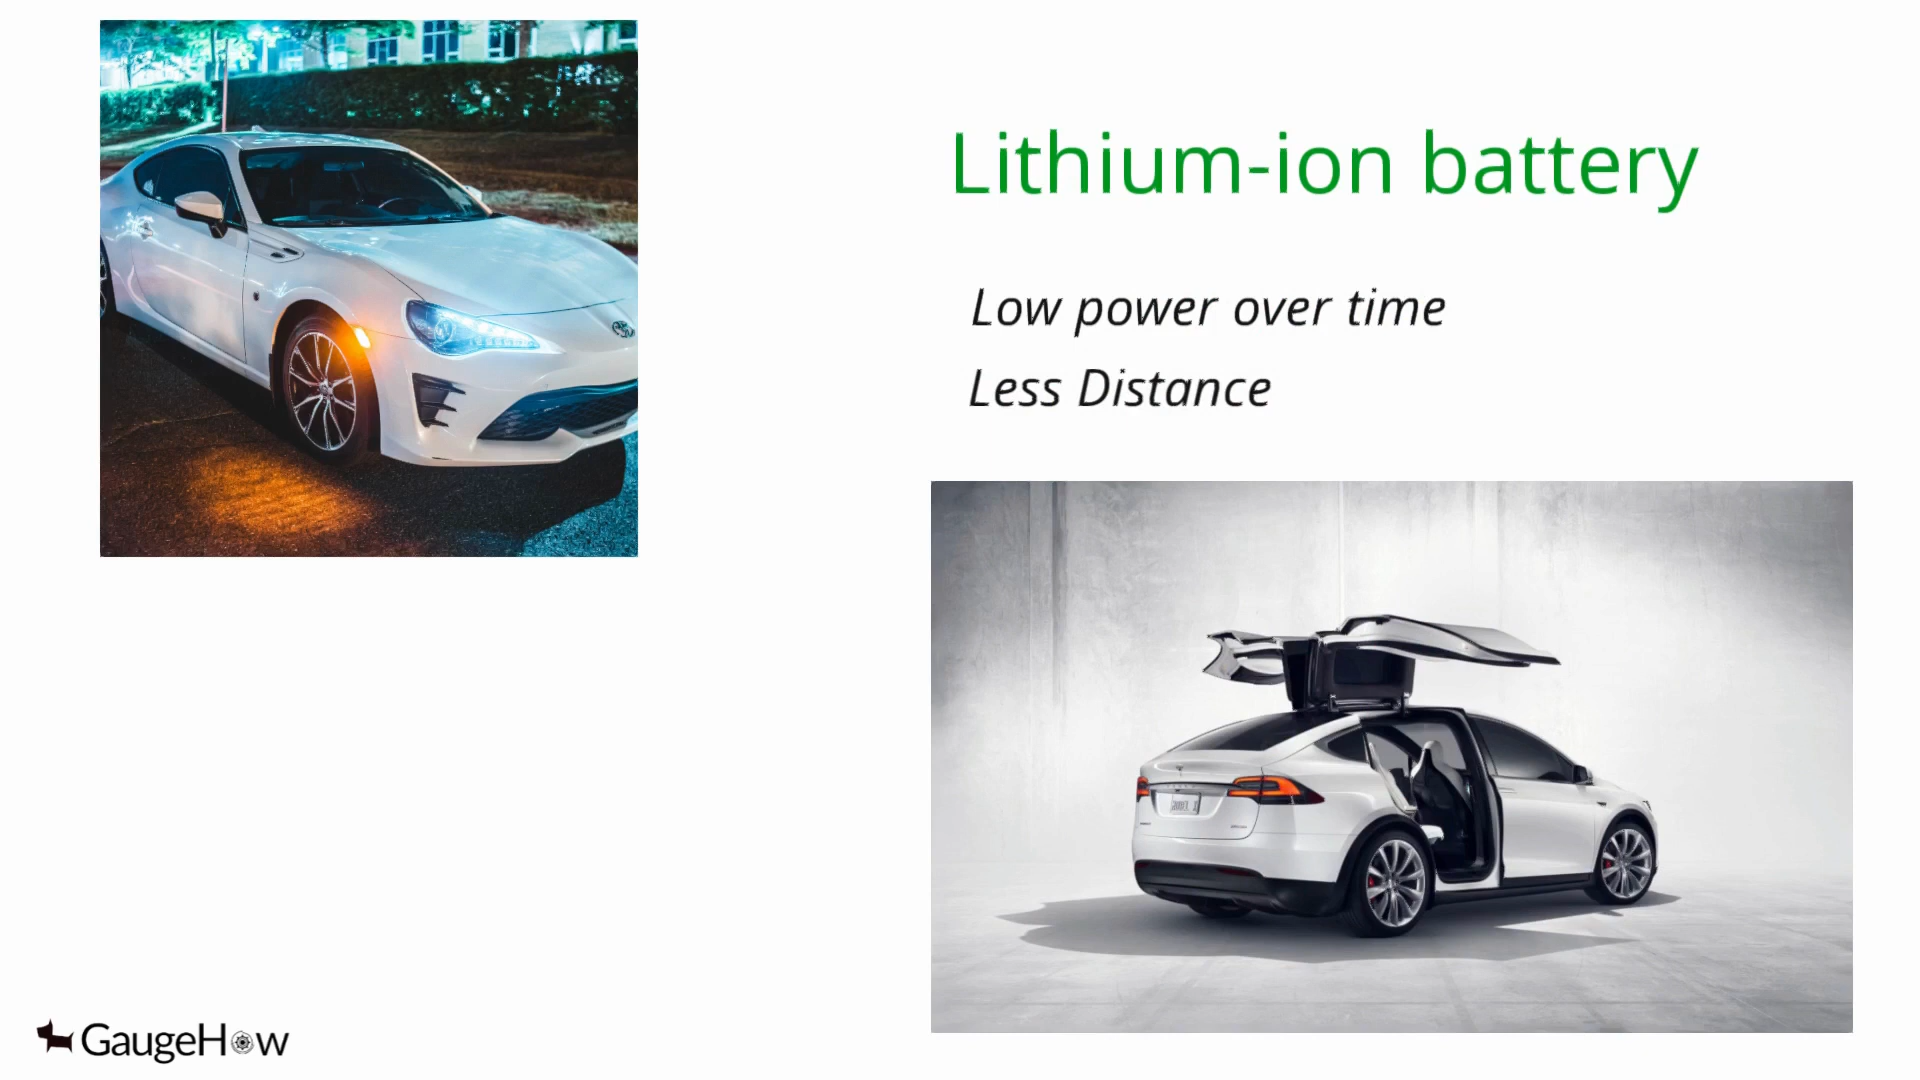 Lithium-ion battery
Low power over time
Less Distance
GaugeHow